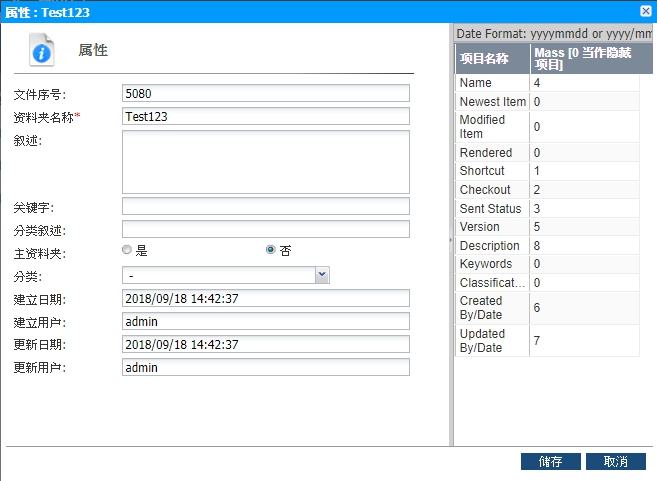 属性 : Test123
属性
文件序号:
5080
资料夹名称*
Test123
叙述:
关键字:
分类叙述:
主资料夹:
是
否
分类:
-
建立日期:
2018/09/18 14:42:37
建立用户:
admin
更新日期:
2018/09/18 14:42:37
更新用户:
admin
Date Format: yyyymmdd or yyyy/mm
项目名称
Mass [0 当作隐藏
项目]
Name
4
Newest Item
0
Modified
Item
0
Rendered
0
Shortcut
1
Checkout
2
Sent Status
3
Version
5
Description
8
Keywords
0
Classificat...
0
Created
By/Date
6
Updated
By/Date
7
储存
取消